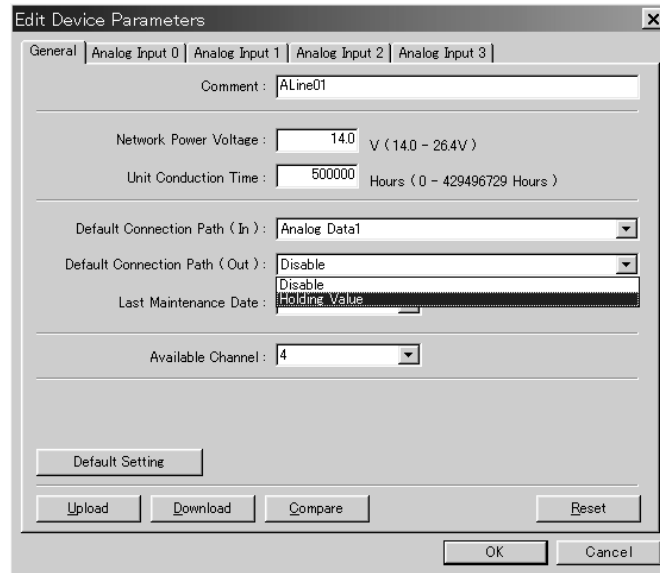 Edit Device Parameters
General Analog Input 0 Analog Input 1 Analog Input 2 Analog Input 3
Comment : ALine01
Network Power Voltage : 14.0 V ( 14.0 - 26.4V )
Unit Conduction Time : 500000 Hours ( 0 - 429496729 Hours )
Default Connection Path ( In ) : Analog Data1
Default Connection Path ( Out ) : Disable
Disable
Holding Value
Last Maintenance Date :
Available Channel : 4
Default Setting
Upload Download Compare Reset
OK Cancel